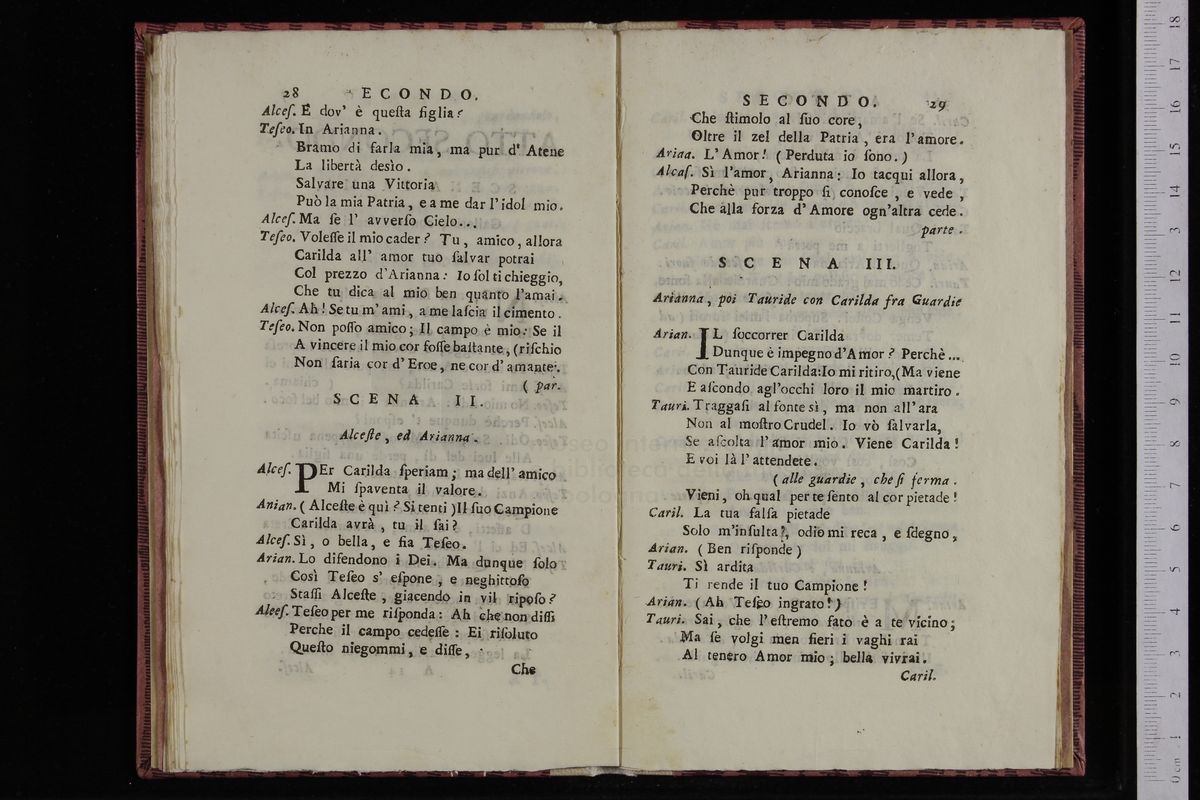 28 ECONDO.
Alceſ. É dov' è queſta figlia?
Teſeo. In Arianna.
Bramo di farla mia, ma pur d' Atene
La libertà desìo.
Salvare una Vittoria
Può la mia Patria, e a me dar l'idol mio.
Alceſ. Ma ſe l' avverſo Cielo...
Teſeo. Voleſſe il mio cader? Tu, amico, allora
Carilda all' amor tuo ſalvar potrai
Col prezzo d'Arianna: Io ſol ti chieggio,
Che tu dica al mio ben quanto l'amai.
Alceſ. Ah! Se tu m' ami, a me laſcia il cimento.
Teſeo. Non poſſo amico; Il campo è mio: Se il
A vincere il mio cor foſſe baſtante, (riſchio
Non ſaria cor d' Eroe, ne cor d' amante.
( par.
SCENA II.
Alceſte, ed Arianna.
Alceſ. PEr Carilda ſperiam; ma dell' amico
Mi ſpaventa il valore.
Anian. ( Alceſte è quì? Si tenti )Il ſuo Campione
Carilda avrà, tu il ſai?
Alceſ. Sì, o bella, e ſia Teſeo.
Arian. Lo difendono i Dei. Ma dunque ſolo
Così Teſeo s' eſpone, e neghittoſo
Staſſi Alceſte, giacendo in vil ripoſo?
Aleeſ. Teſeo per me riſponda: Ah che non diſſi
Perche il campo cedeſſe: Ei riſoluto
Queſto niegommi, e diſſe,
Che
SECONDO. 29
Che ſtimolo al ſuo core,
Oltre il zel della Patria, era l'amore.
Ariaa. L' Amor! (Perduta io ſono.)
Alcaſ. Sì l'amor, Arianna: Io tacqui allora,
Perchè pur troppo ſi conoſce, e vede,
Che alla forza d' Amore ogn'altra cede.
parte.
SCENA III.
Arianna, poi Tauride con Carilda fra Guardie
Arian. IL ſoccorrer Carilda
Dunque è impegno d'Amor? Perchè...
Con Tauride Carilda:Io mi ritiro,(Ma viene
E aſcondo agl'occhi loro il mio martiro.
Tauri. Traggaſi al fonte sì, ma non all' ara
Non al moſtro Crudel. Io vò ſalvarla,
Se aſcolta l' amor mio. Viene Carilda!
E voi là l' attendete.
( alle guardie, che ſi ferma.
Vieni, oh qual per te ſento al cor pietade!
Caril. La tua falſa pietade
Solo m'inſulta, odio mi reca, e ſdegno,
Arian. (Ben riſponde)
Tauri. Sì ardita
Ti rende il tuo Campione!
Arian. (Ah Teſeo ingrato!)
Tauri. Sai, che l'eſtremo fato è a te vicino;
Ma ſe volgi men fieri i vaghi rai
Al tenero Amor mio; bella vivrai.
Caril.